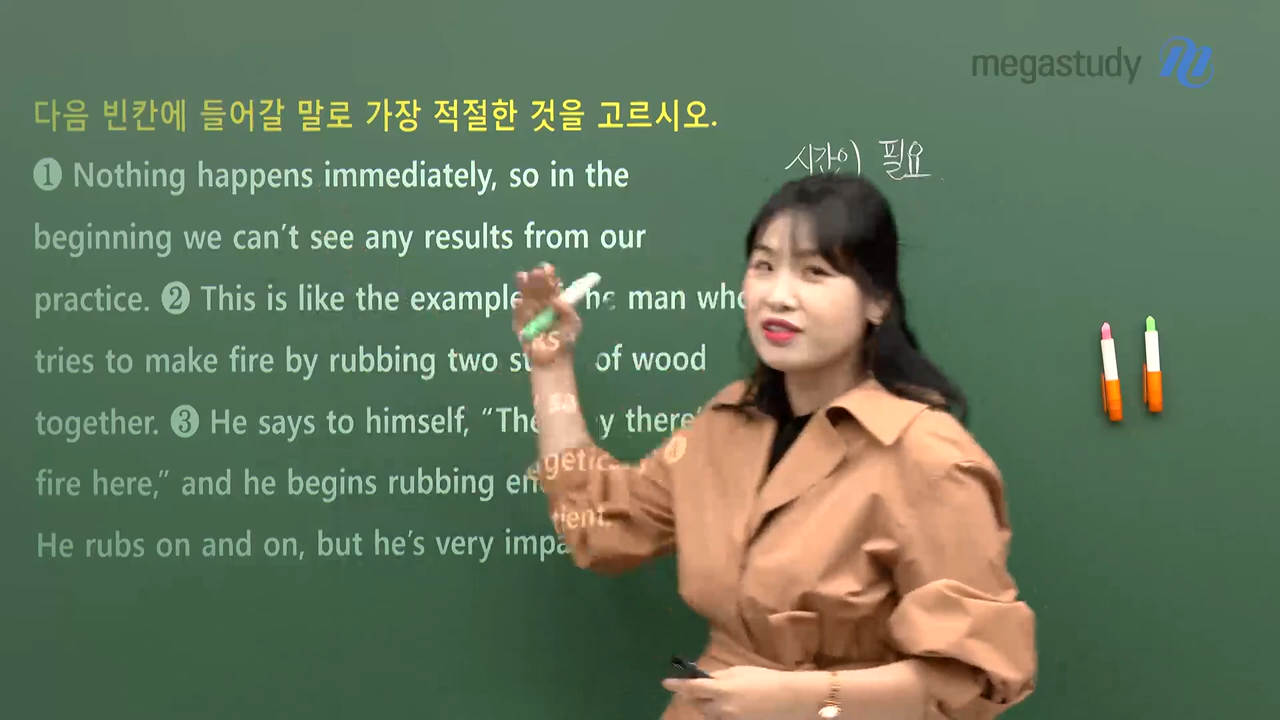 megastudy
다음 빈칸에 들어갈 말로 가장 적절한 것을 고르시오.
시간이 필요
❶ Nothing happens immediately, so in the
beginning we can't see any results from our
practice. ❷ This is like the example man who
tries to make fire by rubbing two of wood
together. ❸ He says to himself, “The there's
fire here,” and he begins rubbing energetically ❹
He rubs on and on, but he's very impatient.